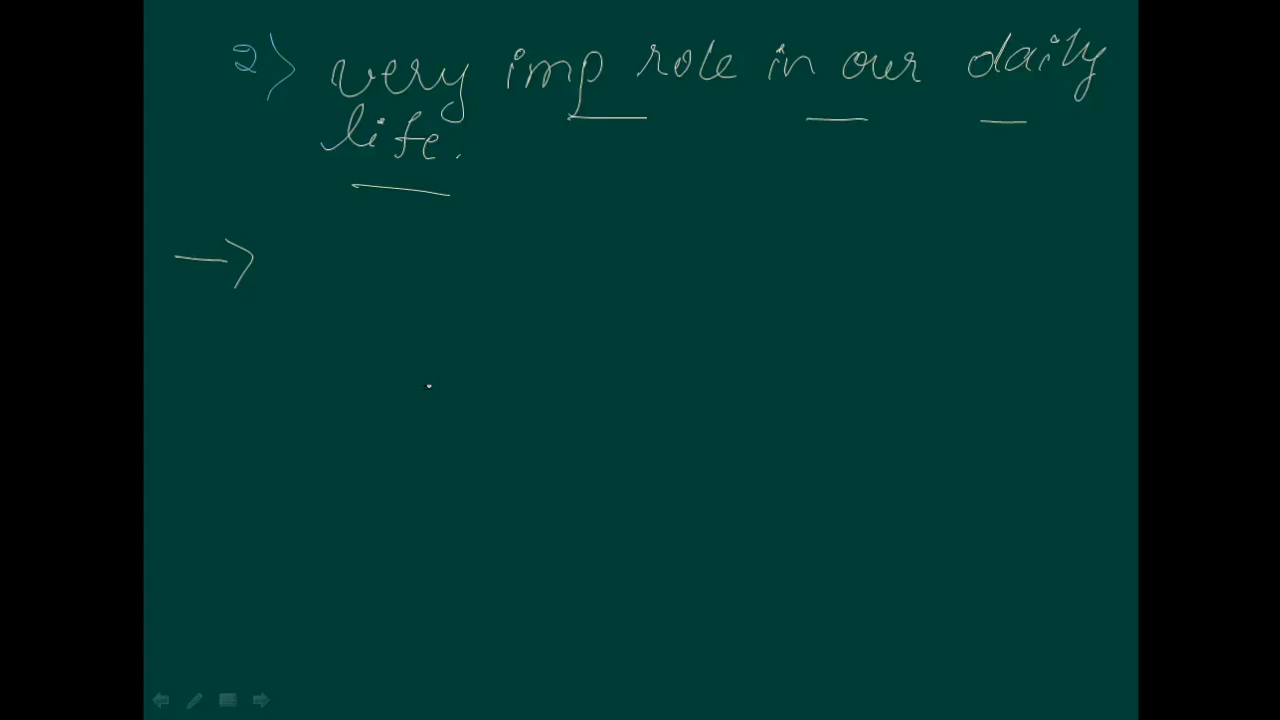 2) very imp role in our daily
life.
→